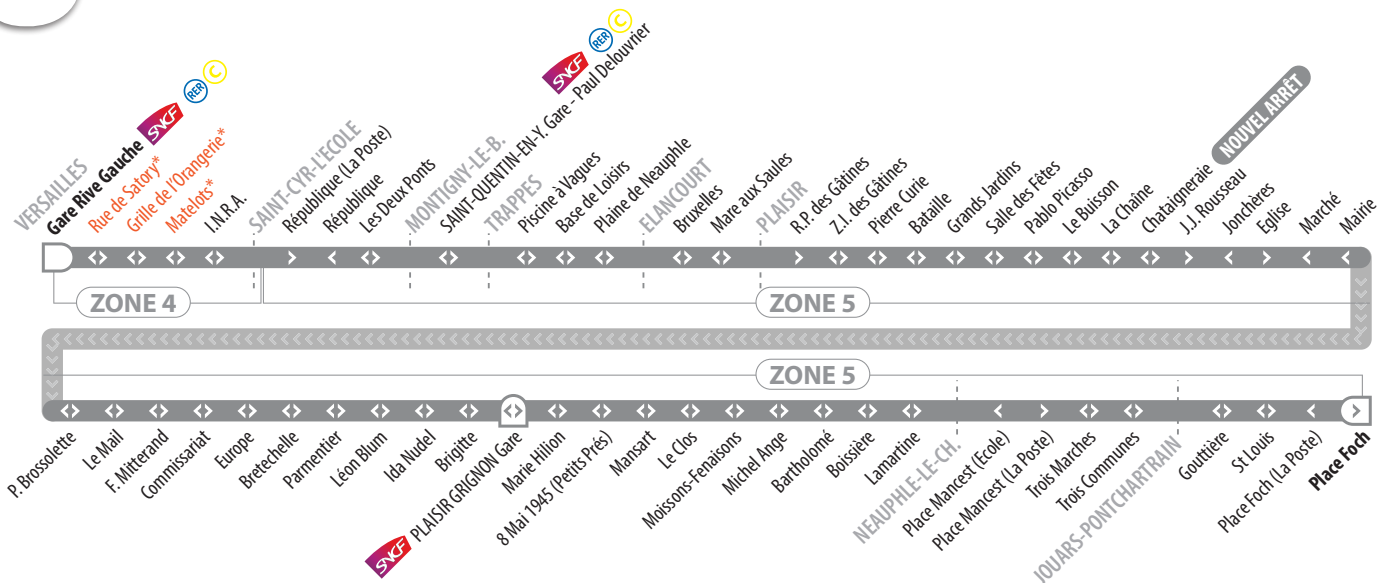 VERSAILLES
Gare Rive Gauche SNCF RER C
Rue de Satory*
Grille de l'Orangerie*
Matelots*
I.N.R.A.
SAINT-CYR-L'ECOLE
République (La Poste)
République
Les Deux Ponts
MONTIGNY-LE-B.
SAINT-QUENTIN-EN-Y. Gare - Paul Delouvrier SNCF RER C
TRAPPES
Piscine à Vagues
Base de Loisirs
Plaine de Neauphle
ELANCOURT
Bruxelles
Mare aux Saules
PLAISIR
R.P. des Gâtines
Z.I. des Gâtines
Pierre Curie
Bataille
Grands Jardins
Salle des Fêtes
Pablo Picasso
Le Buisson
La Chaîne
Chataigneraie NOUVEL ARRÊT
J.J. Rousseau
Jonchères
Eglise
Marché
Mairie
ZONE 4
ZONE 5
ZONE 5
P. Brossolette
Le Mail
F. Mitterand
Commissariat
Europe
Bretechelle
Parmentier
Léon Blum
Ida Nudel
Brigitte
SNCF PLAISIR GRIGNON Gare
Marie Hilion
8 Mai 1945 (Petits Prés)
Mansart
Le Clos
Moissons-Fenaisons
Michel Ange
Bartholomé
Boissière
Lamartine
NEAUPHLE-LE-CH.
Place Mancest (Ecole)
Place Mancest (La Poste)
Trois Marches
Trois Communes
JOUARS-PONTCHARTRAIN
Gouttière
St Louis
Place Foch (La Poste)
Place Foch